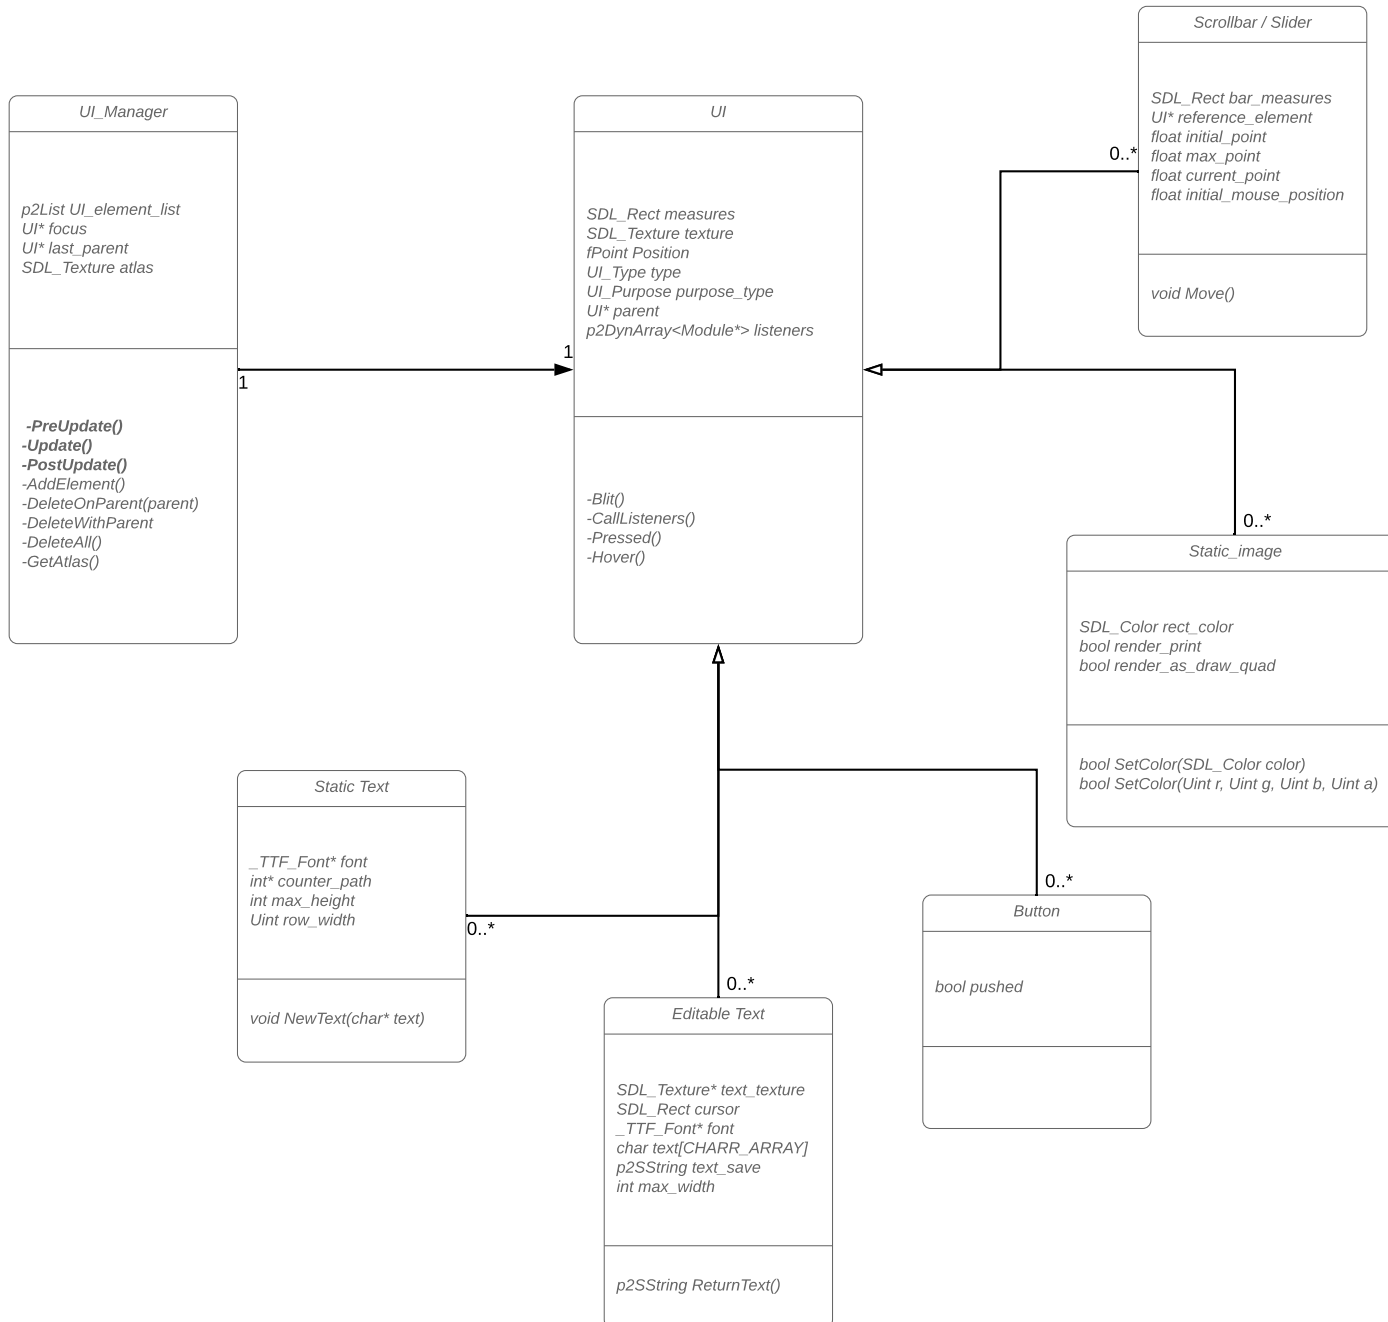 Scrollbar / Slider
SDL_Rect bar_measures
UI* reference_element
float initial_point
float max_point
float current_point
float initial_mouse_position
void Move()
0..*
UI_Manager
p2List UI_element_list
UI* focus
UI* last_parent
SDL_Texture atlas
-PreUpdate()
-Update()
-PostUpdate()
-AddElement()
-DeleteOnParent(parent)
-DeleteWithParent
-DeleteAll()
-GetAtlas()
1
1
UI
SDL_Rect measures
SDL_Texture texture
fPoint Position
UI_Type type
UI_Purpose purpose_type
UI* parent
p2DynArray<Module*> listeners
-Blit()
-CallListeners()
-Pressed()
-Hover()
0..*
Static_image
SDL_Color rect_color
bool render_print
bool render_as_draw_quad
bool SetColor(SDL_Color color)
bool SetColor(Uint r, Uint g, Uint b, Uint a)
Static Text
_TTF_Font* font
int* counter_path
int max_height
Uint row_width
void NewText(char* text)
0..*
0..*
Button
bool pushed
0..*
Editable Text
SDL_Texture* text_texture
SDL_Rect cursor
_TTF_Font* font
char text[CHARR_ARRAY]
p2SString text_save
int max_width
p2SString ReturnText()